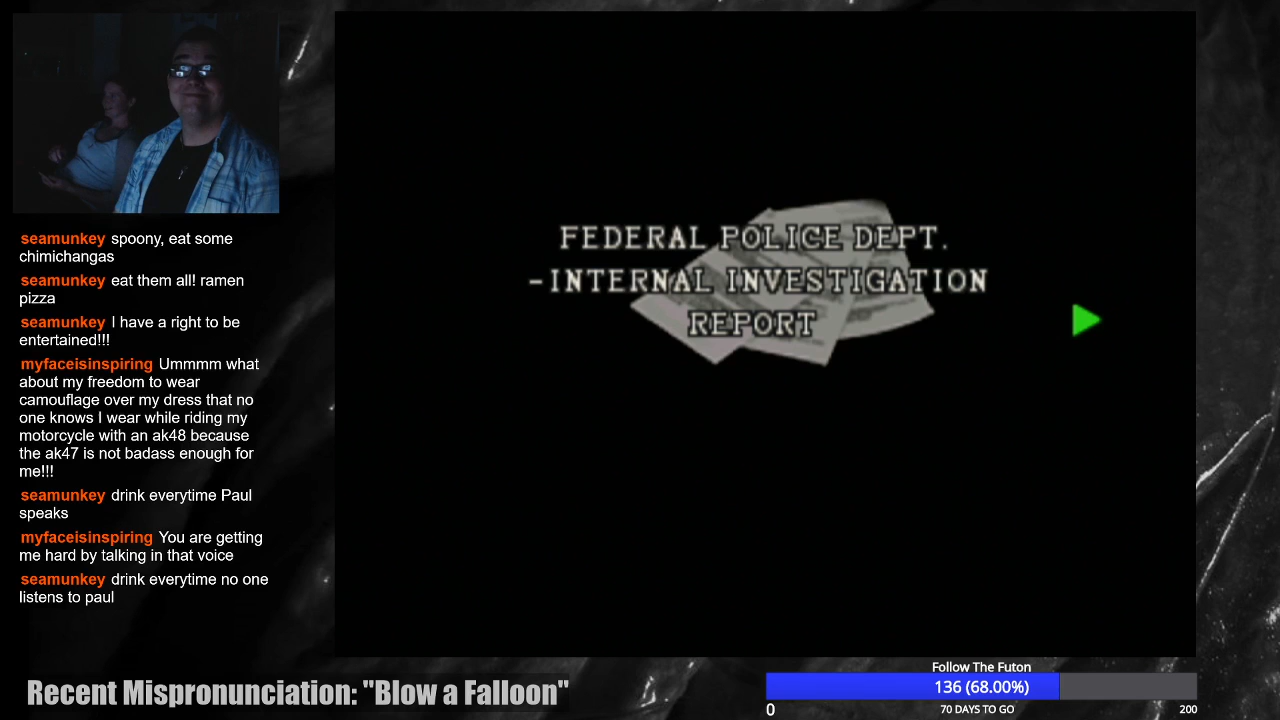 seamunkey spoony, eat some
chimichangas
seamunkey eat them all! ramen
pizza
seamunkey I have a right to be
entertained!!!
myfaceisinspiring Ummmm what
about my freedom to wear
camouflage over my dress that no
one knows I wear while riding my
motorcycle with an ak48 because
the ak47 is not badass enough for
me!!!
seamunkey drink everytime Paul
speaks
myfaceisinspiring You are getting
me hard by talking in that voice
seamunkey drink everytime no one
listens to paul
FEDERAL POLICE DEPT.
-INTERNAL INVESTIGATION
REPORT
Recent Mispronunciation: "Blow a Falloon"
Follow The Futon
136 (68.00%)
0 70 DAYS TO GO 200